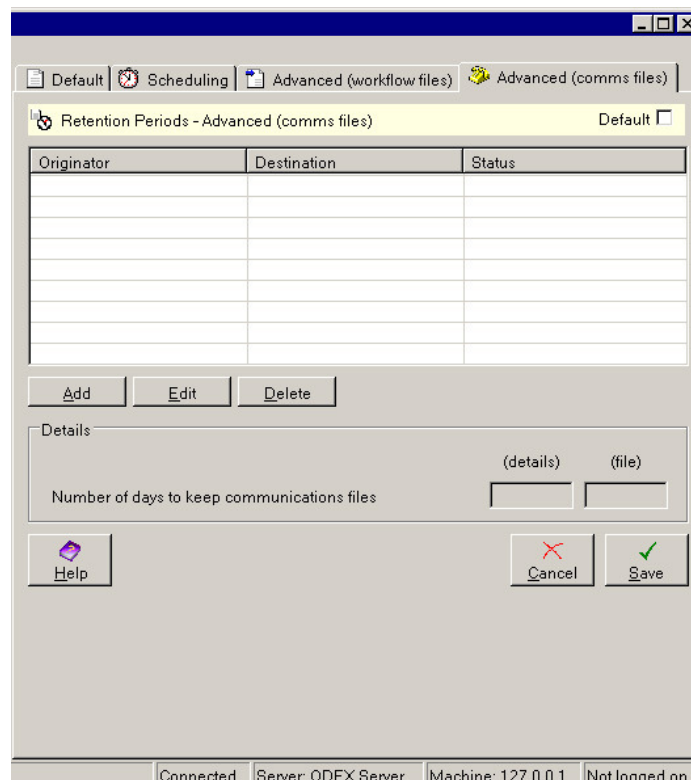 Default Scheduling Advanced (workflow files) Advanced (comms files)
Retention Periods - Advanced (comms files) Default
Originator Destination Status
Add Edit Delete
Details
(details) (file)
Number of days to keep communications files
Help Cancel Save
Connected Server: ODEX Server Machine: 127.0.0.1 Not logged on